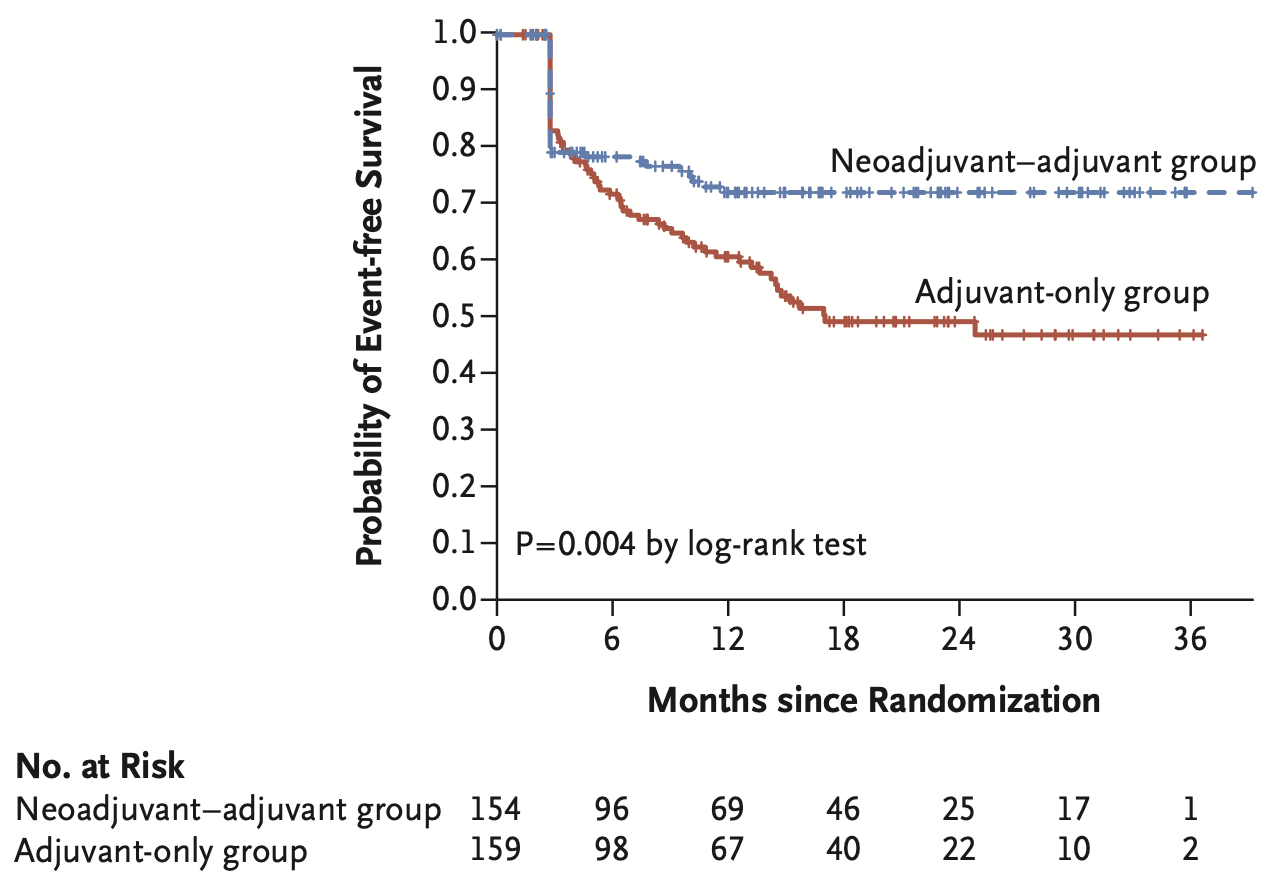 Probability of Event-free Survival
1.0
0.9
0.8
0.7
0.6
0.5
0.4
0.3
0.2
0.1
0.0
Neoadjuvant–adjuvant group
Adjuvant-only group
P=0.004 by log-rank test
0 6 12 18 24 30 36
Months since Randomization
No. at Risk
Neoadjuvant–adjuvant group 154 96 69 46 25 17 1
Adjuvant-only group 159 98 67 40 22 10 2